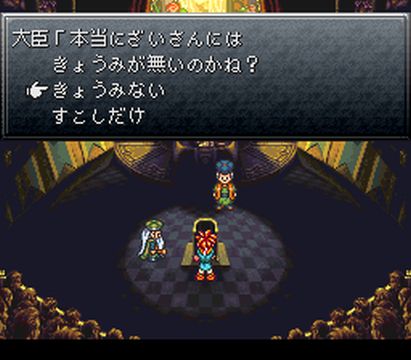 大臣「本当にざいさんには
きょうみが無いのかね？
きょうみない
すこしだけ